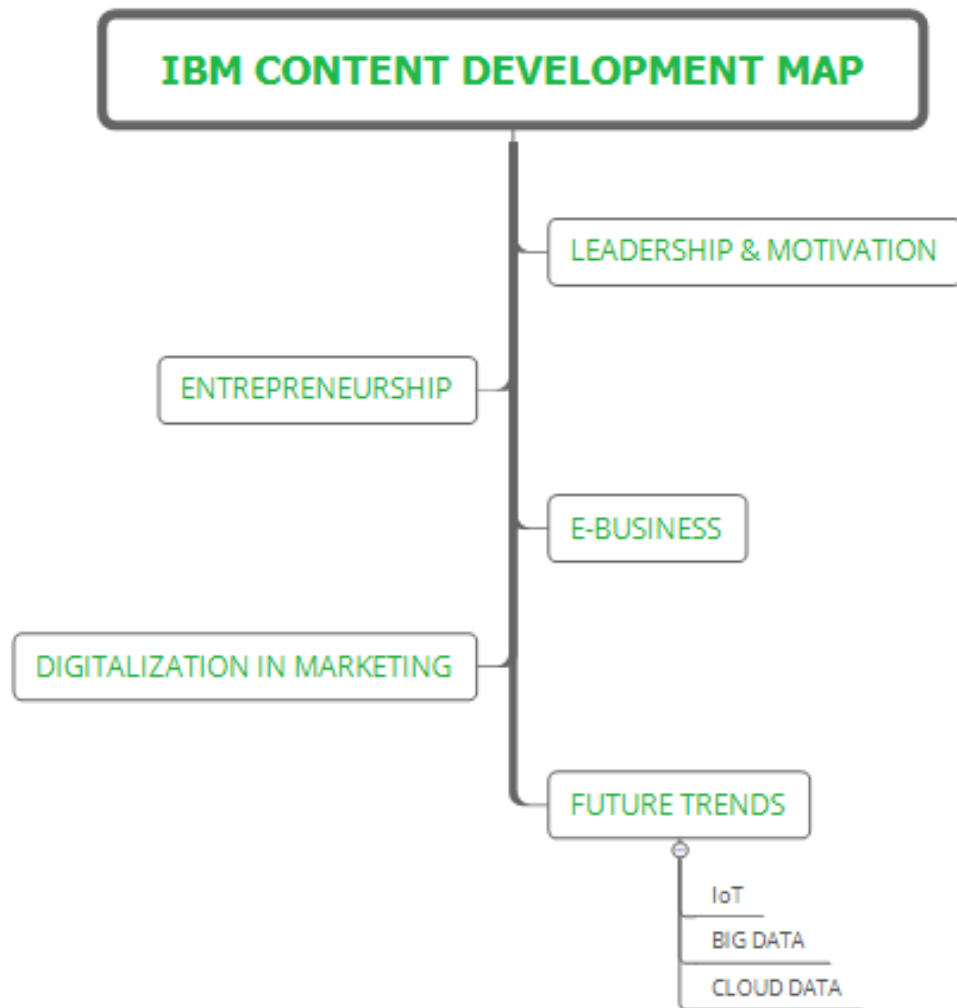 IBM CONTENT DEVELOPMENT MAP
LEADERSHIP & MOTIVATION
ENTREPRENEURSHIP
E-BUSINESS
DIGITALIZATION IN MARKETING
FUTURE TRENDS
IoT
BIG DATA
CLOUD DATA